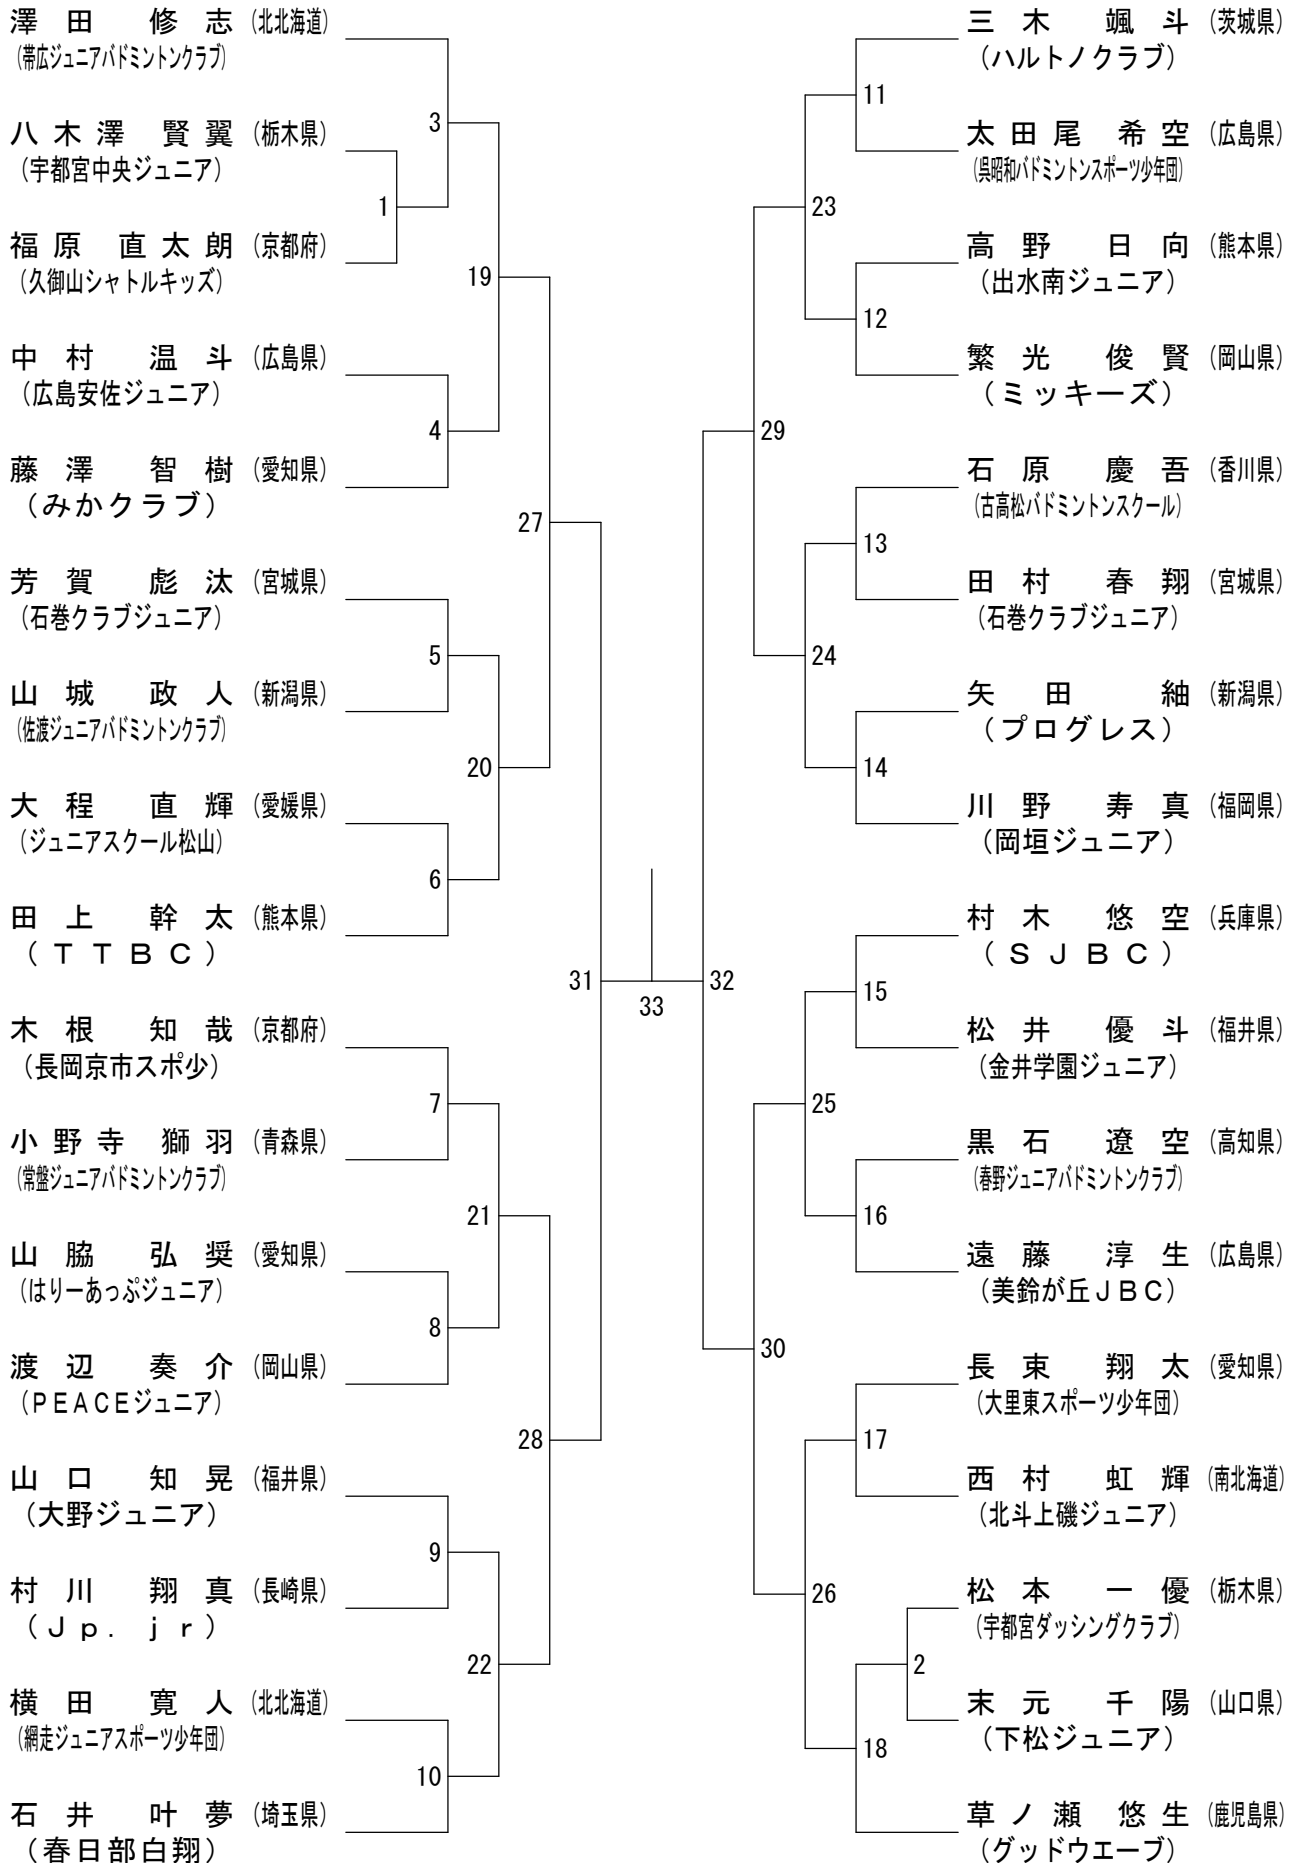 澤田 修志 (北北海道)
(帯広ジュニアバドミントンクラブ)
3
八木澤 賢翼 (栃木県)
(宇都宮中央ジュニア)
1
福原 直太朗 (京都府)
(久御山シャトルキッズ)
19
中村 温斗 (広島県)
(広島安佐ジュニア)
4
藤澤 智樹 (愛知県)
(みかクラブ)
27
芳賀 彪汰 (宮城県)
(石巻クラブジュニア)
5
山城 政人 (新潟県)
(佐渡ジュニアバドミントンクラブ)
20
大程 直輝 (愛媛県)
(ジュニアスクール松山)
6
田上 幹太 (熊本県)
(TTBC)
31
33
木根 知哉 (京都府)
(長岡京市スポ少)
7
小野寺 獅羽 (青森県)
(常盤ジュニアバドミントンクラブ)
21
山脇 弘奨 (愛知県)
(はりーあっぷジュニア)
8
渡辺 奏介 (岡山県)
(PEACEジュニア)
28
山口 知晃 (福井県)
(大野ジュニア)
9
村川 翔真 (長崎県)
(Jp. jr)
22
横田 寛人 (北北海道)
(網走ジュニアスポーツ少年団)
10
石井 叶夢 (埼玉県)
(春日部白翔)
三木 颯斗 (茨城県)
(ハルトノクラブ)
11
太田尾 希空 (広島県)
(呉昭和バドミントンスポーツ少年団)
23
高野 日向 (熊本県)
(出水南ジュニア)
12
繁光 俊賢 (岡山県)
(ミッキーズ)
29
石原 慶吾 (香川県)
(古高松バドミントンスクール)
13
田村 春翔 (宮城県)
(石巻クラブジュニア)
24
矢田 紬 (新潟県)
(プログレス)
14
川野 寿真 (福岡県)
(岡垣ジュニア)
村木 悠空 (兵庫県)
(SJBC)
32
15
松井 優斗 (福井県)
(金井学園ジュニア)
25
黒石 遼空 (高知県)
(春野ジュニアバドミントンクラブ)
16
遠藤 淳生 (広島県)
(美鈴が丘JBC)
30
長束 翔太 (愛知県)
(大里東スポーツ少年団)
17
西村 虹輝 (南北海道)
(北斗上磯ジュニア)
26
松本 一優 (栃木県)
(宇都宮ダッシングクラブ)
2
末元 千陽 (山口県)
(下松ジュニア)
18
草ノ瀬 悠生 (鹿児島県)
(グッドウエーブ)